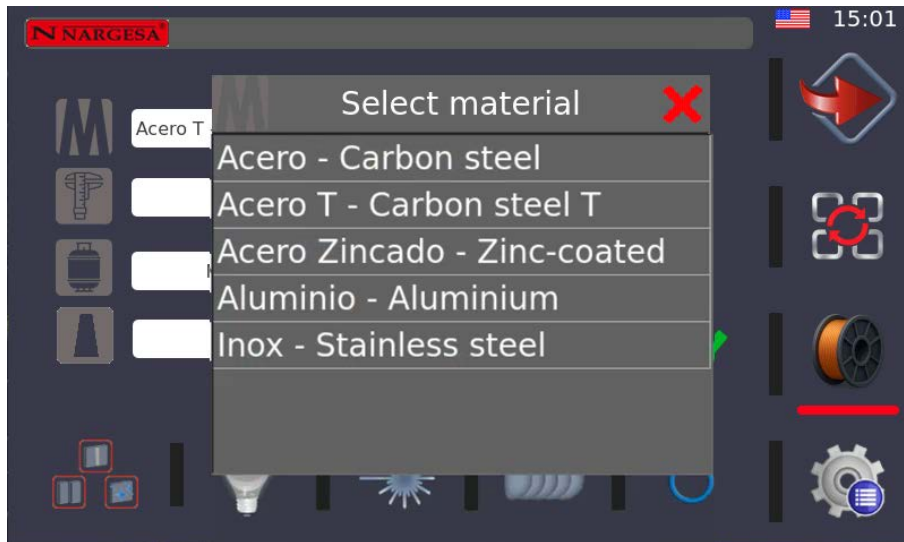 N NARGESA
15:01
Select material
Acero T
Acero - Carbon steel
Acero T - Carbon steel T
Acero Zincado - Zinc-coated
Aluminio - Aluminium
Inox - Stainless steel